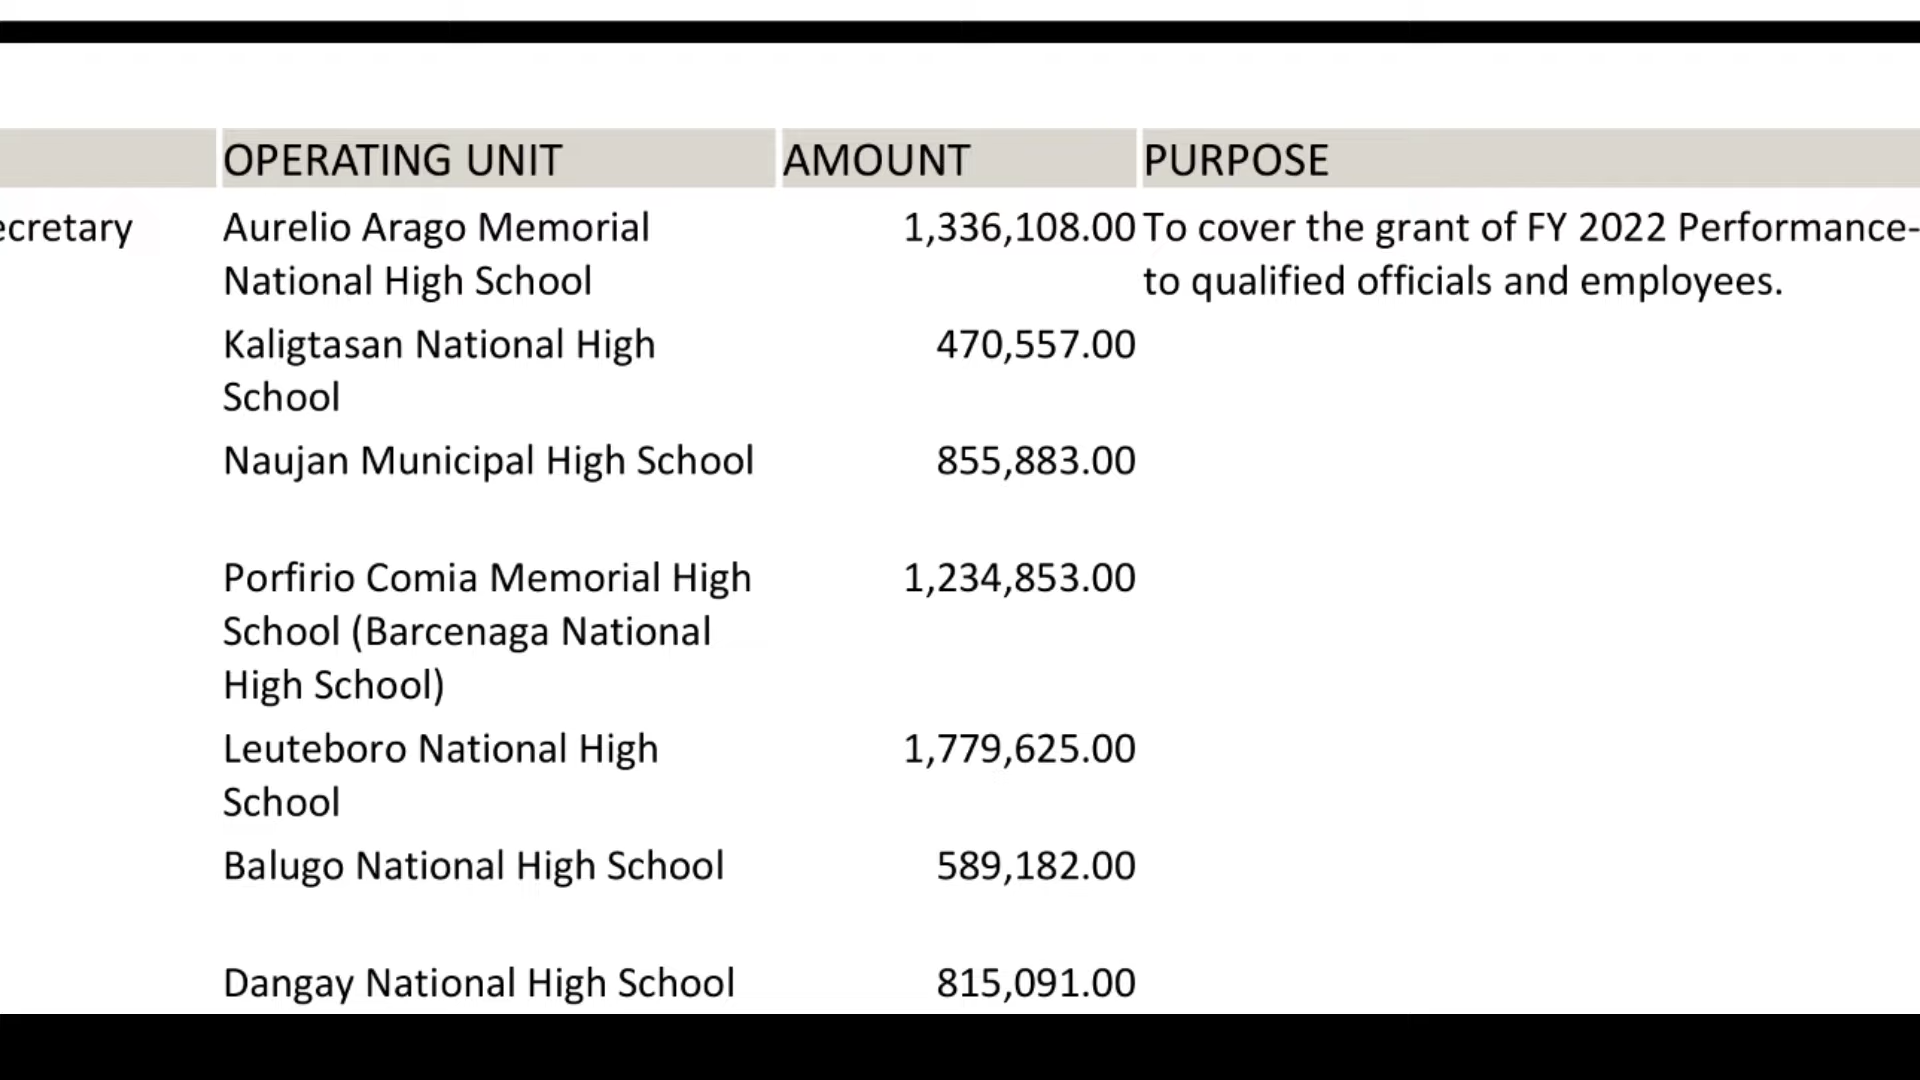 OPERATING UNIT AMOUNT PURPOSE
ecretary Aurelio Arago Memorial 1,336,108.00 To cover the grant of FY 2022 Performance-
National High School to qualified officials and employees.
Kaligtasan National High 470,557.00
School
Naujan Municipal High School 855,883.00
Porfirio Comia Memorial High 1,234,853.00
School (Barcenaga National
High School)
Leuteboro National High 1,779,625.00
School
Balugo National High School 589,182.00
Dangay National High School 815,091.00